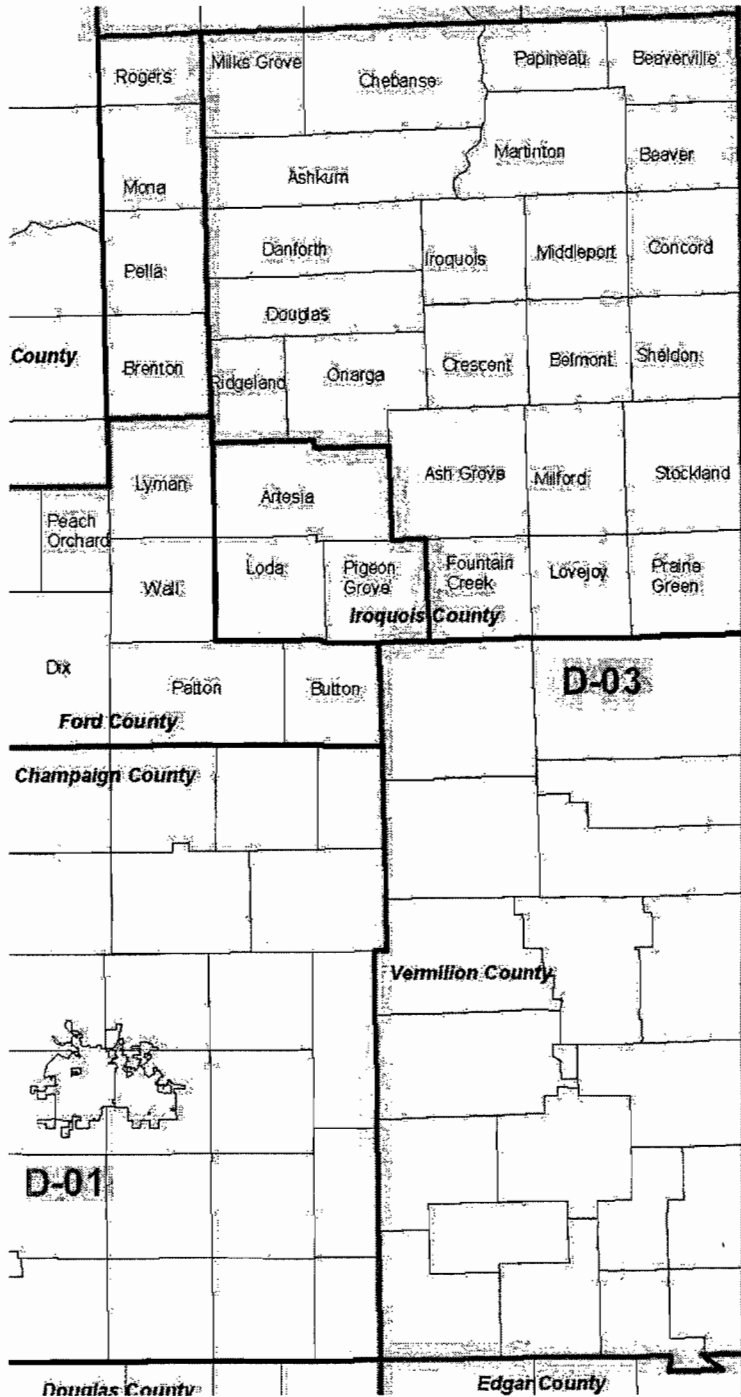 Rogers
Milks Grove
Chebanse
Papineau
Beaverville
Mona
Ashkum
Martinton
Beaver
Pella
Danforth
Iroquois
Middleport
Concord
Douglas
County
Brenton
Ridgeland
Onarga
Crescent
Belmont
Sheldon
Lyman
Artesia
Ash Grove
Milford
Stockland
Peach
Orchard
Wall
Loda
Pigeon
Grove
Fountain
Creek
Lovejoy
Praine
Green
Iroquois County
Dix
Patton
Button
D-03
Ford County
Champaign County
Vermilion County
D-01
Douglas County
Edgar County